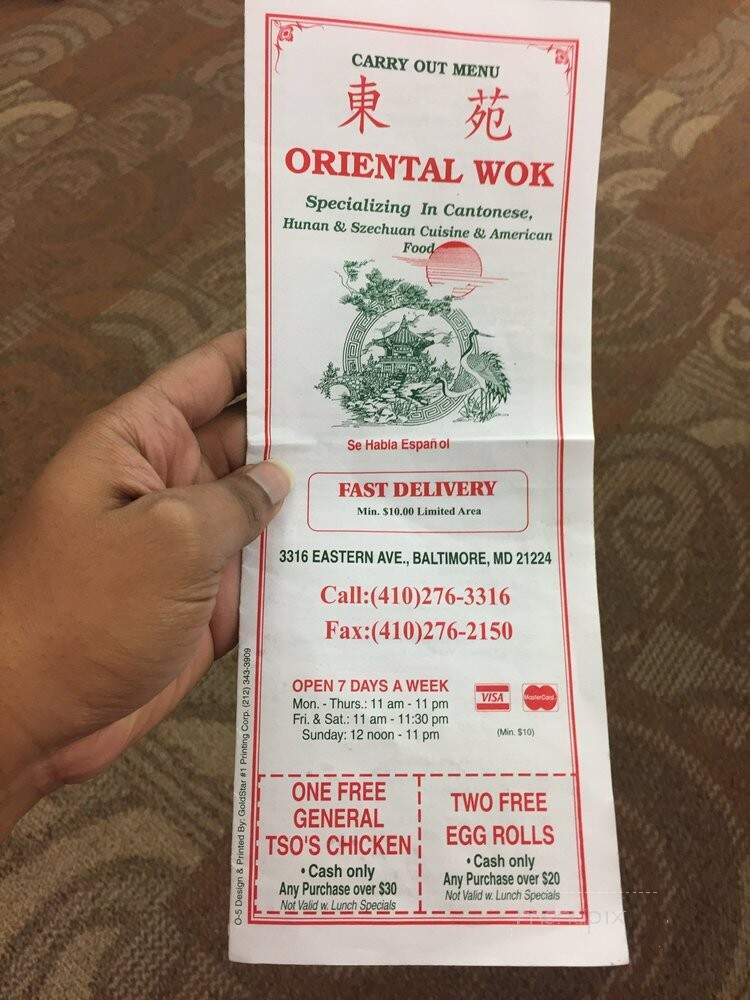 CARRY OUT MENU
東 苑
ORIENTAL WOK
Specializing In Cantonese,
Hunan & Szechuan Cuisine & American
Food
Se Habla Español
FAST DELIVERY
Min. $10.00 Limited Area
3316 EASTERN AVE., BALTIMORE, MD 21224
Call:(410)276-3316
Fax:(410)276-2150
OPEN 7 DAYS A WEEK
Mon. - Thurs.: 11 am - 11 pm
Fri. & Sat.: 11 am - 11:30 pm
Sunday: 12 noon - 11 pm
VISA MasterCard
(Min. $10)
ONE FREE
GENERAL
TSO'S CHICKEN
• Cash only
Any Purchase over $30
Not Valid w. Lunch Specials
TWO FREE
EGG ROLLS
• Cash only
Any Purchase over $20
Not Valid w. Lunch Specials
O-5 Design & Printed By: GoldStar #1 Printing Corp. (212) 343-3909